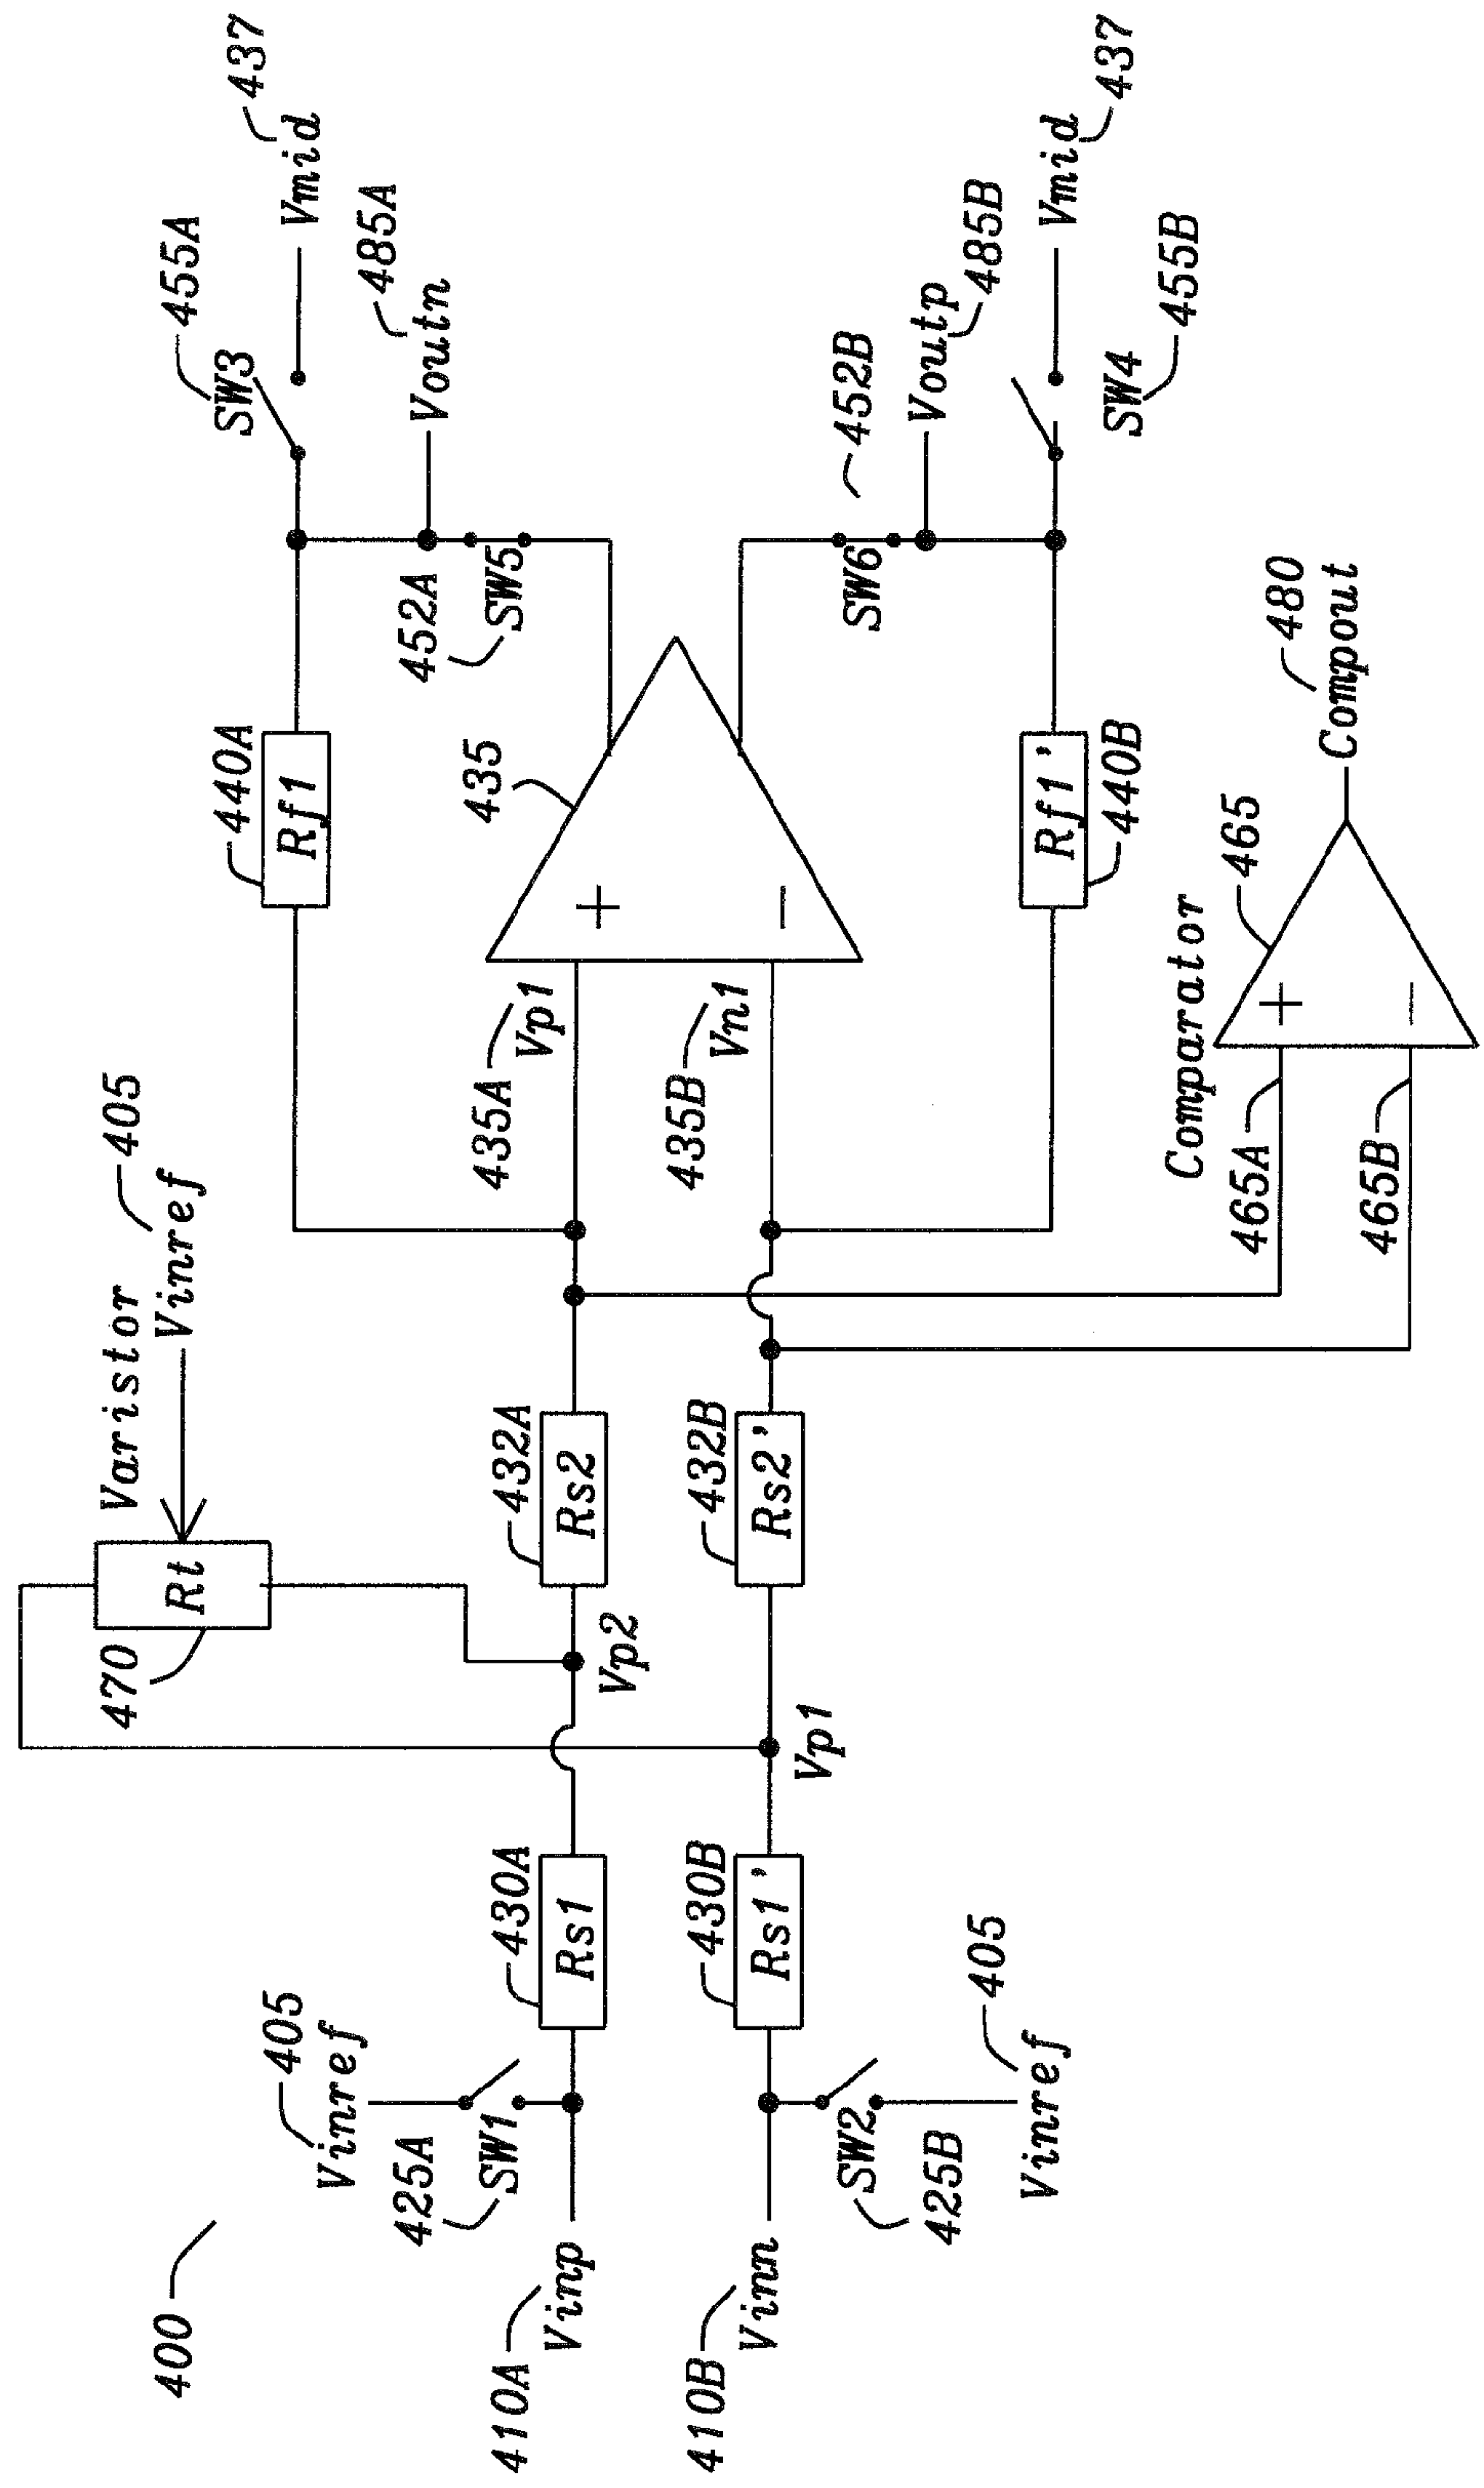 400
Varistor
Vinref
405
470
Rt
405
Vinref
425A
SW1
410A
Vinp
430A
Rs1
Vp2
432A
Rs2
435A
Vp1
440A
Rf1
435
+
−
455A
SW3
Vmid
437
452A
SW5
Voutn
485A
410B
Vinn
430B
Rs1'
Vp1
432B
Rs2'
435B
Vn1
SW6
452B
Voutp
485B
SW2
425B
Vinref
405
Rf1'
440B
SW4
455B
Vmid
437
Comparator
465
465A
465B
+
−
480
Compout